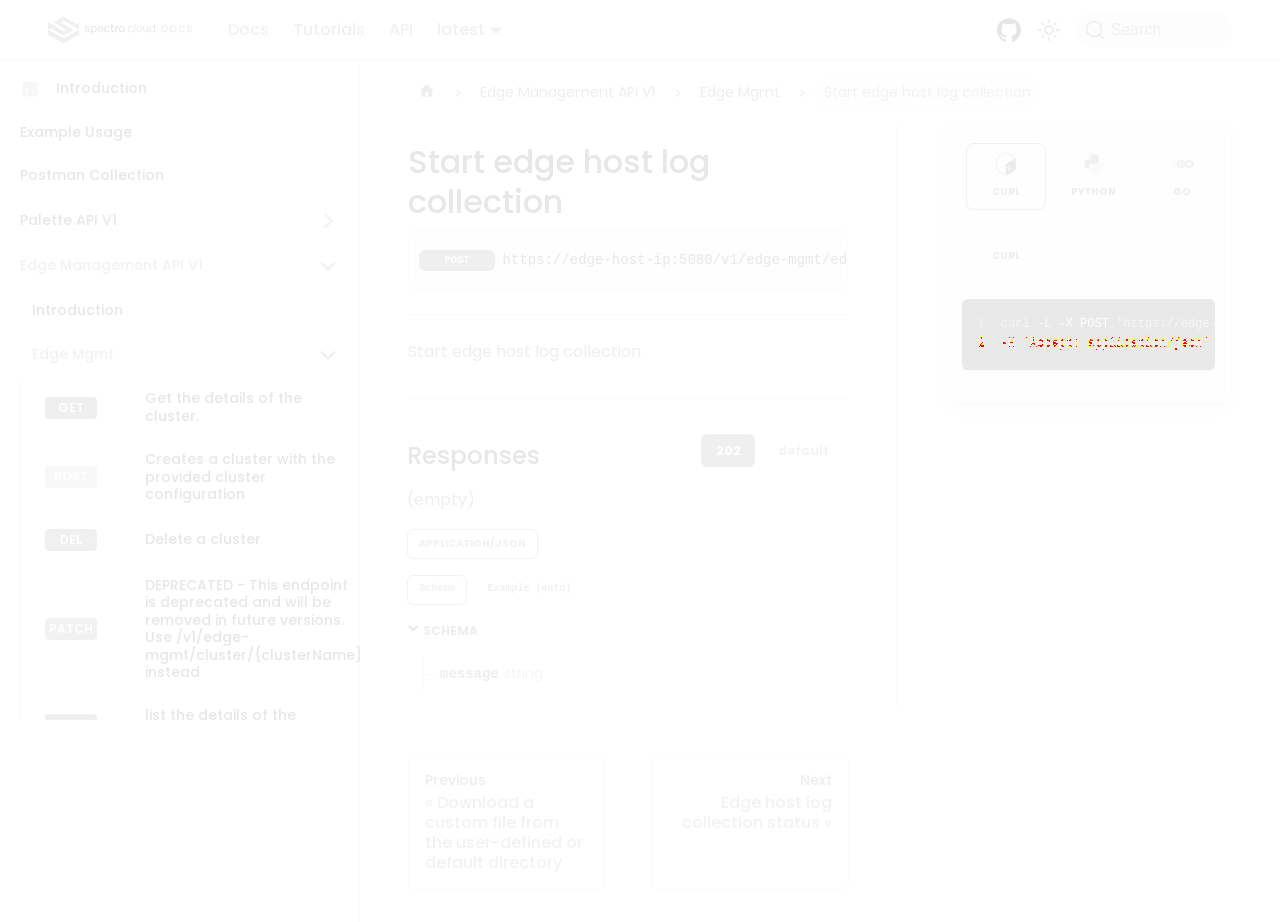 spectro cloud DOCS
Docs
Tutorials
API
latest
Search
Introduction
Example Usage
Postman Collection
Palette API V1
Edge Management API V1
Introduction
Edge Mgmt
GET
Get the details of the
cluster.
POST
Creates a cluster with the
provided cluster
configuration
DEL
Delete a cluster
PATCH
DEPRECATED - This endpoint
is deprecated and will be
removed in future versions.
Use /v1/edge-
mgmt/cluster/{clusterName}
instead
list the details of the
Edge Management API V1
Edge Mgmt
Start edge host log collection
Start edge host log
collection
POST
https://edge-host-ip:5080/v1/edge-mgmt/ed
Start edge host log collection
Responses
202
default
(empty)
APPLICATION/JSON
Schema
Example (auto)
SCHEMA
message string
Previous
« Download a
custom file from
the user-defined or
default directory
Next
Edge host log
collection status »
CURL
PYTHON
GO
CURL
1 curl -L -X POST 'https://edge-
2 -H 'Accept: application/json'